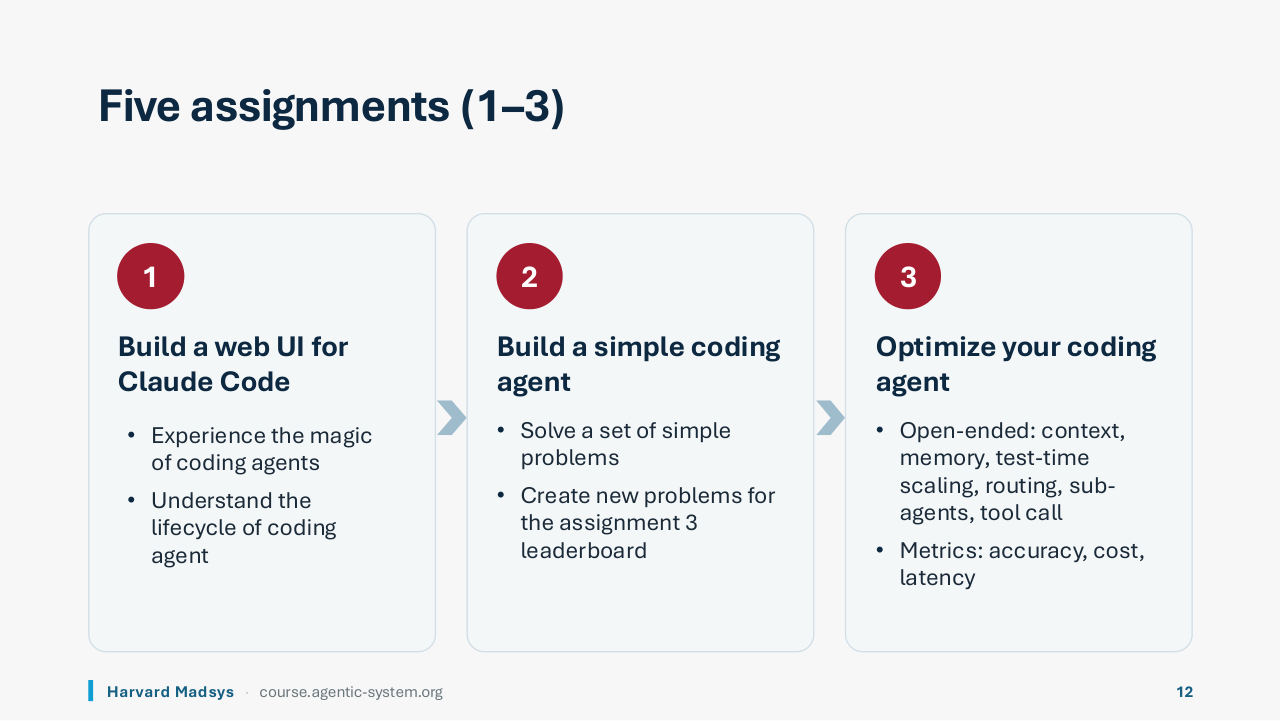 Five assignments (1–3)
1
Build a web UI for
Claude Code
• Experience the magic
of coding agents
• Understand the
lifecycle of coding
agent
2
Build a simple coding
agent
• Solve a set of simple
problems
• Create new problems for
the assignment 3
leaderboard
3
Optimize your coding
agent
• Open-ended: context,
memory, test-time
scaling, routing, sub-
agents, tool call
• Metrics: accuracy, cost,
latency
Harvard Madsys · course.agentic-system.org
12